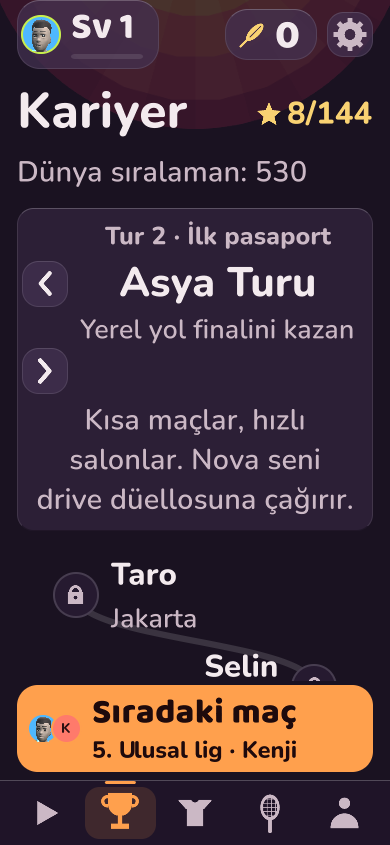 Sv 1
0
Kariyer
8/144
Dünya sıralaman: 530
Tur 2 · İlk pasaport
Asya Turu
Yerel yol finalini kazan
Kısa maçlar, hızlı
salonlar. Nova seni
drive düellosuna çağırır.
Taro
Jakarta
Selin
K
Sıradaki maç
5. Ulusal lig · Kenji